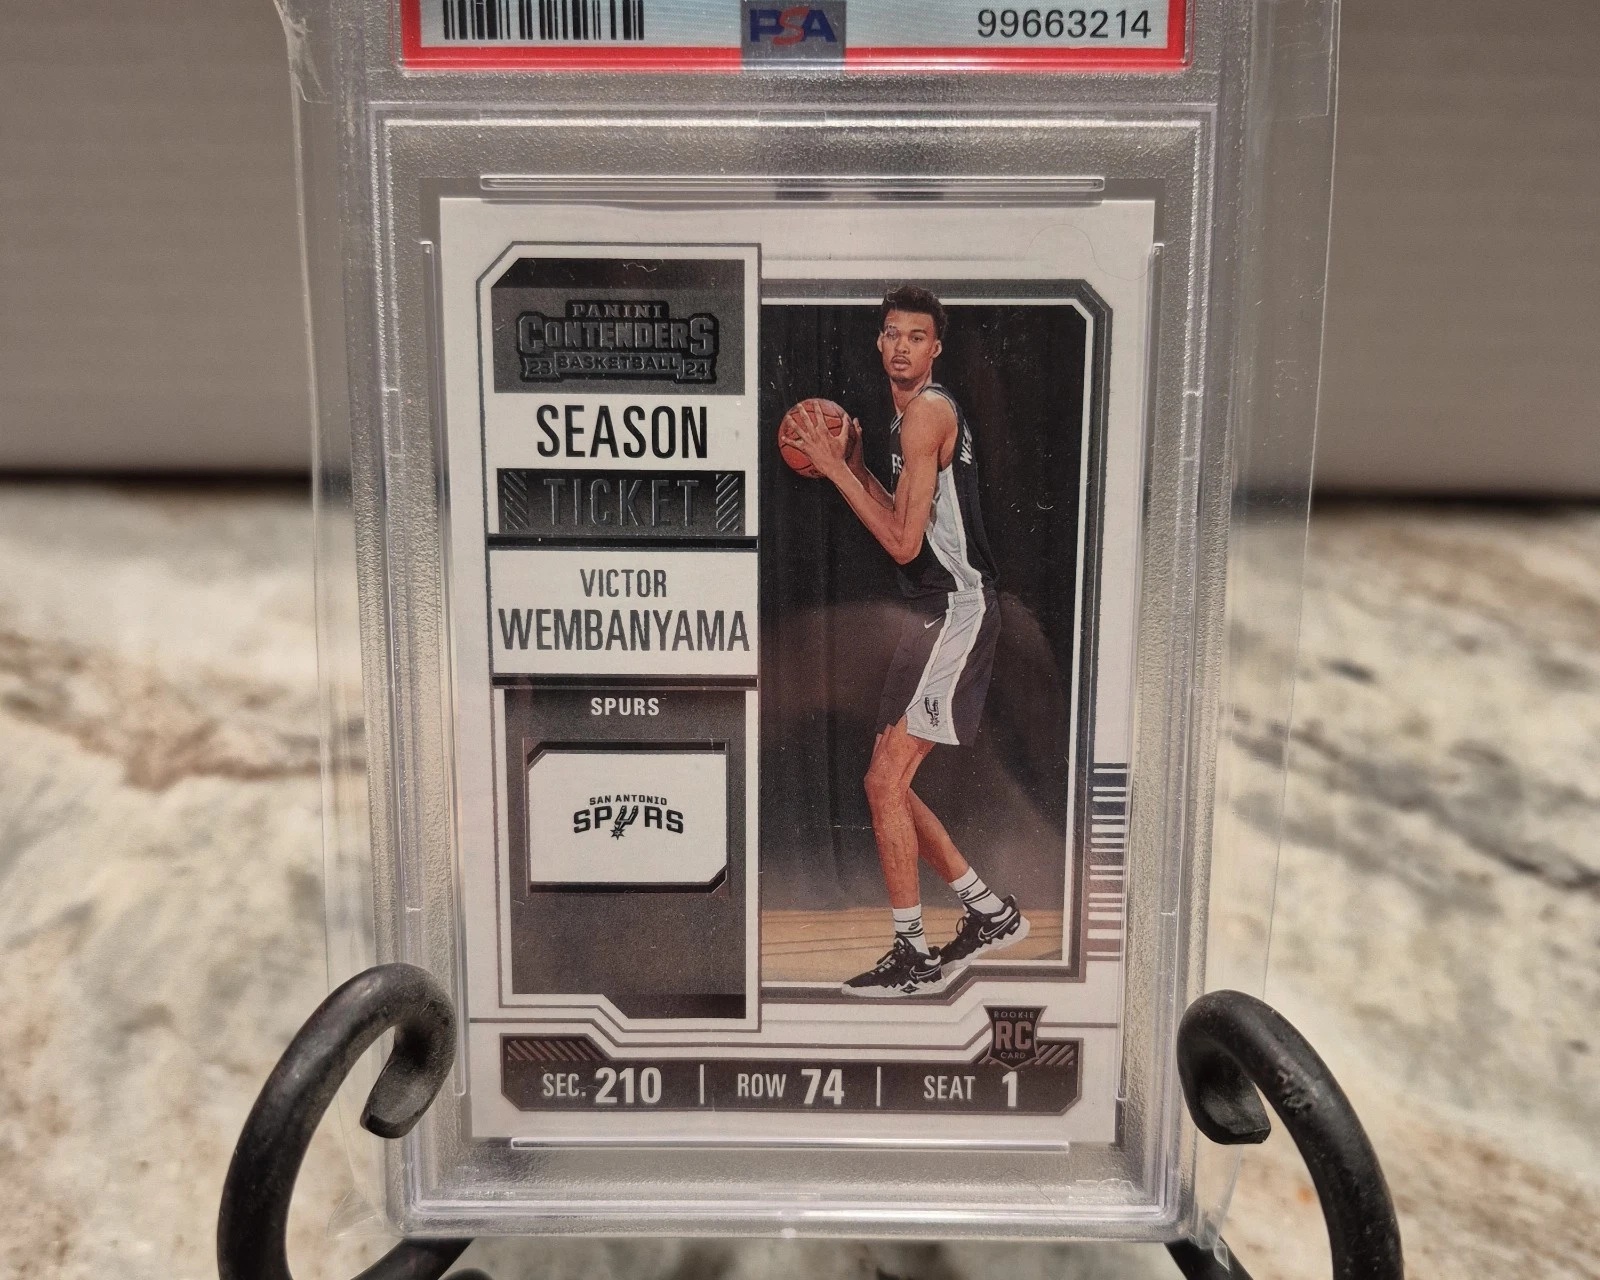 PSA
99663214
PANINI
CONTENDERS
23 BASKETBALL 24
SEASON
TICKET
VICTOR
WEMBANYAMA
SPURS
SAN ANTONIO
SPURS
ROOKIE
RC
CARD
SEC. 210 | ROW 74 | SEAT 1